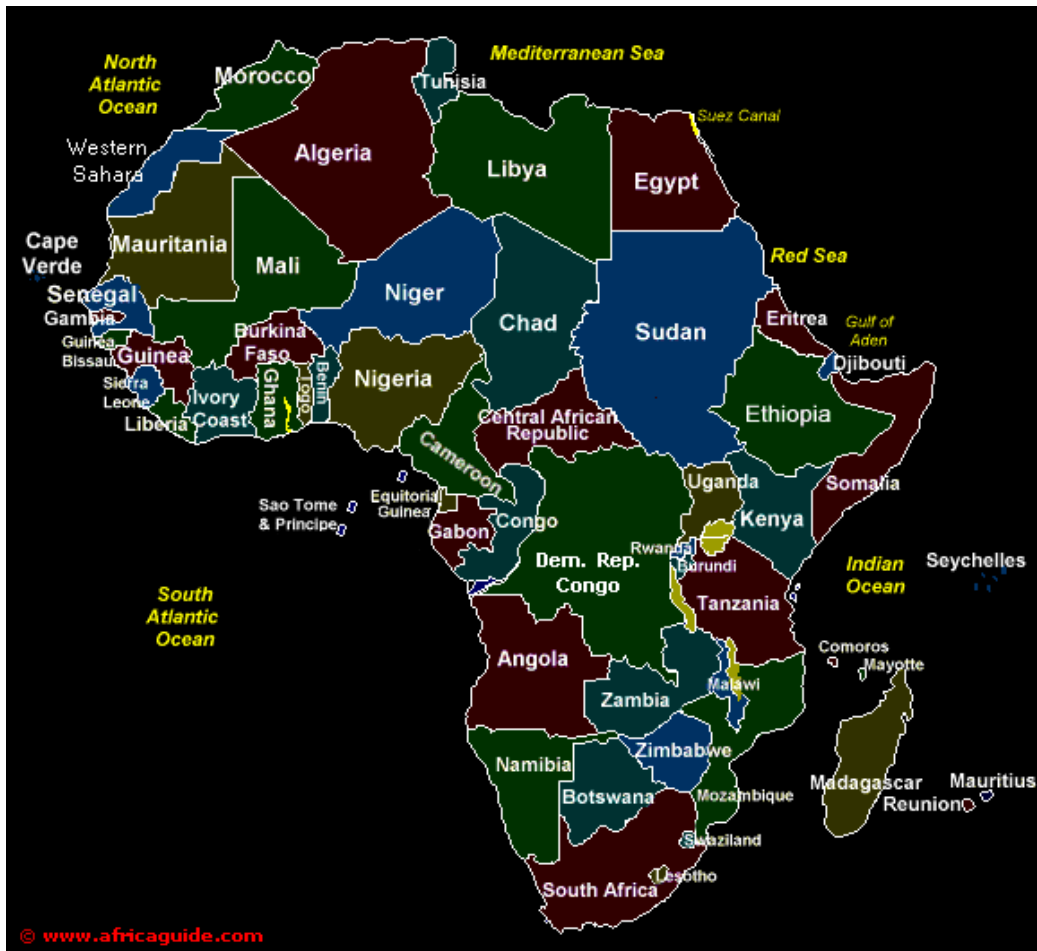 Mediterranean Sea
North
Atlantic
Ocean
Morocco
Tunisia
Suez Canal
Western
Sahara
Algeria
Libya
Egypt
Cape
Verde
Mauritania
Mali
Niger
Chad
Sudan
Red Sea
Senegal
Gambia
Guinea
Bissau
Guinea
Burkina
Faso
Eritrea
Gulf of
Aden
Djibouti
Sierra
Leone
Liberia
Ivory
Coast
Ghana
Togo
Benin
Nigeria
Central African
Republic
Ethiopia
Cameroon
Somalia
Uganda
Kenya
Equitorial
Guinea
Sao Tome
& Principe
Gabon
Congo
Dem. Rep.
Congo
Rwanda
Burundi
Tanzania
Indian
Ocean
Seychelles
South
Atlantic
Ocean
Angola
Zambia
Malawi
Comoros
Mayotte
Namibia
Zimbabwe
Botswana
Mozambique
Madagascar
Mauritius
Reunion
Swaziland
Lesotho
South Africa
© www.africaguide.com